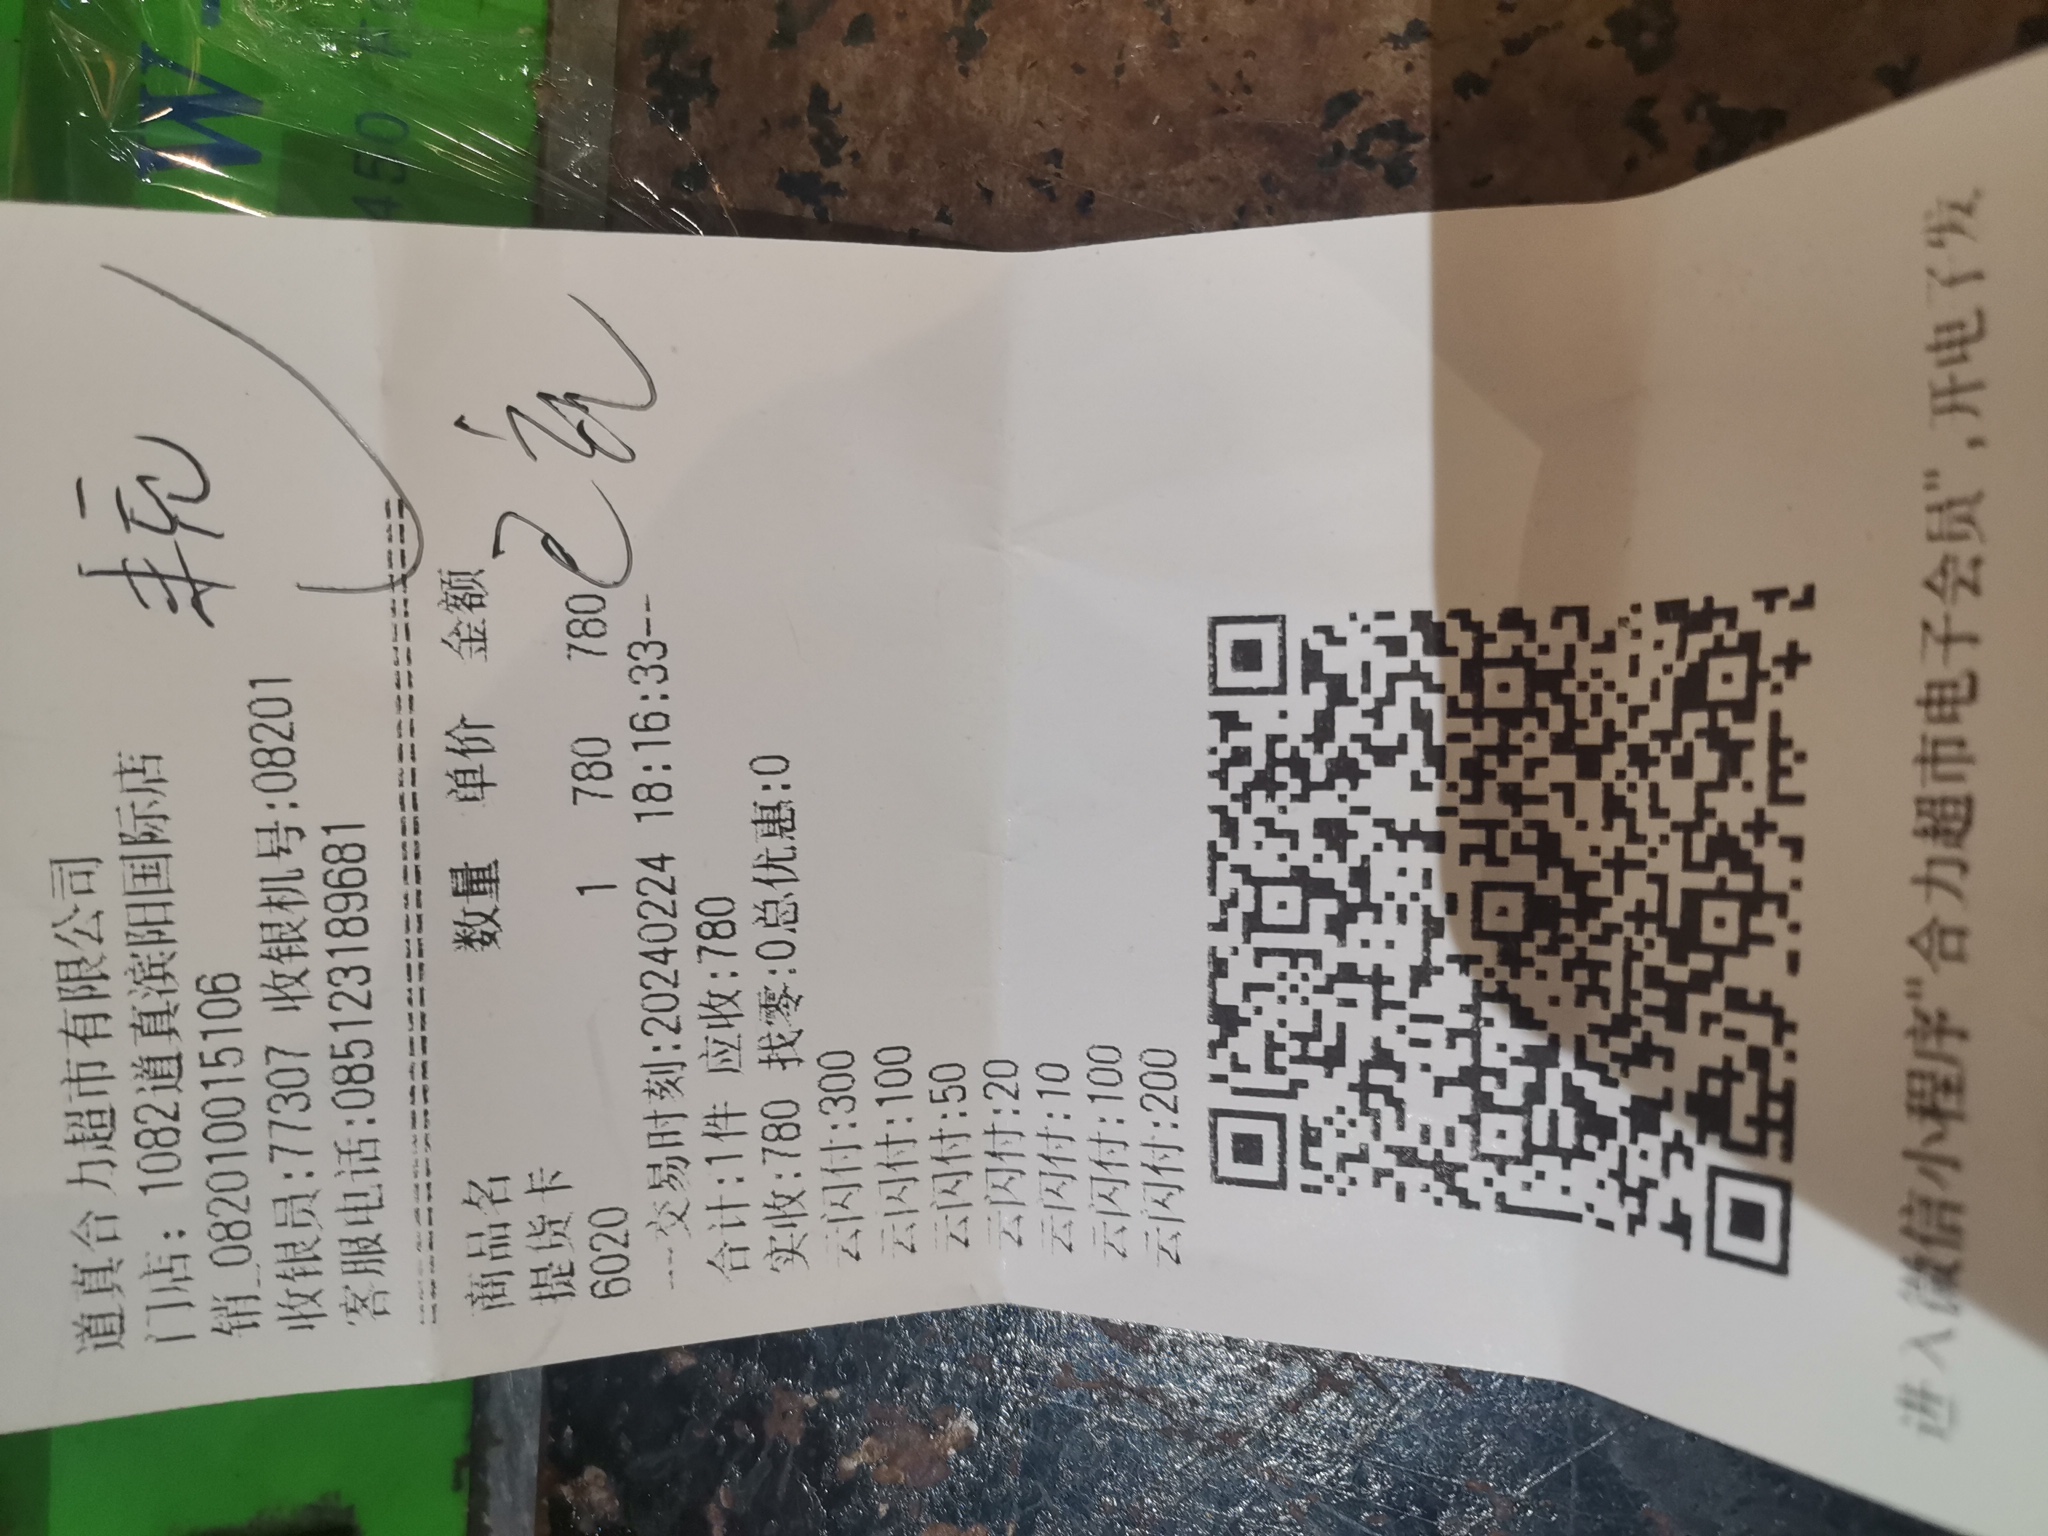 道真合力超市有限公司
门店: 1082道真滨阳国际店
销_082010015106
收银员:77307 收银机号:08201
客服电话:085123189681
商品名 数量 单价 金额
提货卡
6020 1 780 780
---交易时刻:20240224 18:16:33--
合计:1件 应收:780
实收:780 找零:0总优惠:0
云闪付:300
云闪付:100
云闪付:50
云闪付:20
云闪付:10
云闪付:100
云闪付:200
进入微信小程序"合力超市电子会员",开电子发
W
450